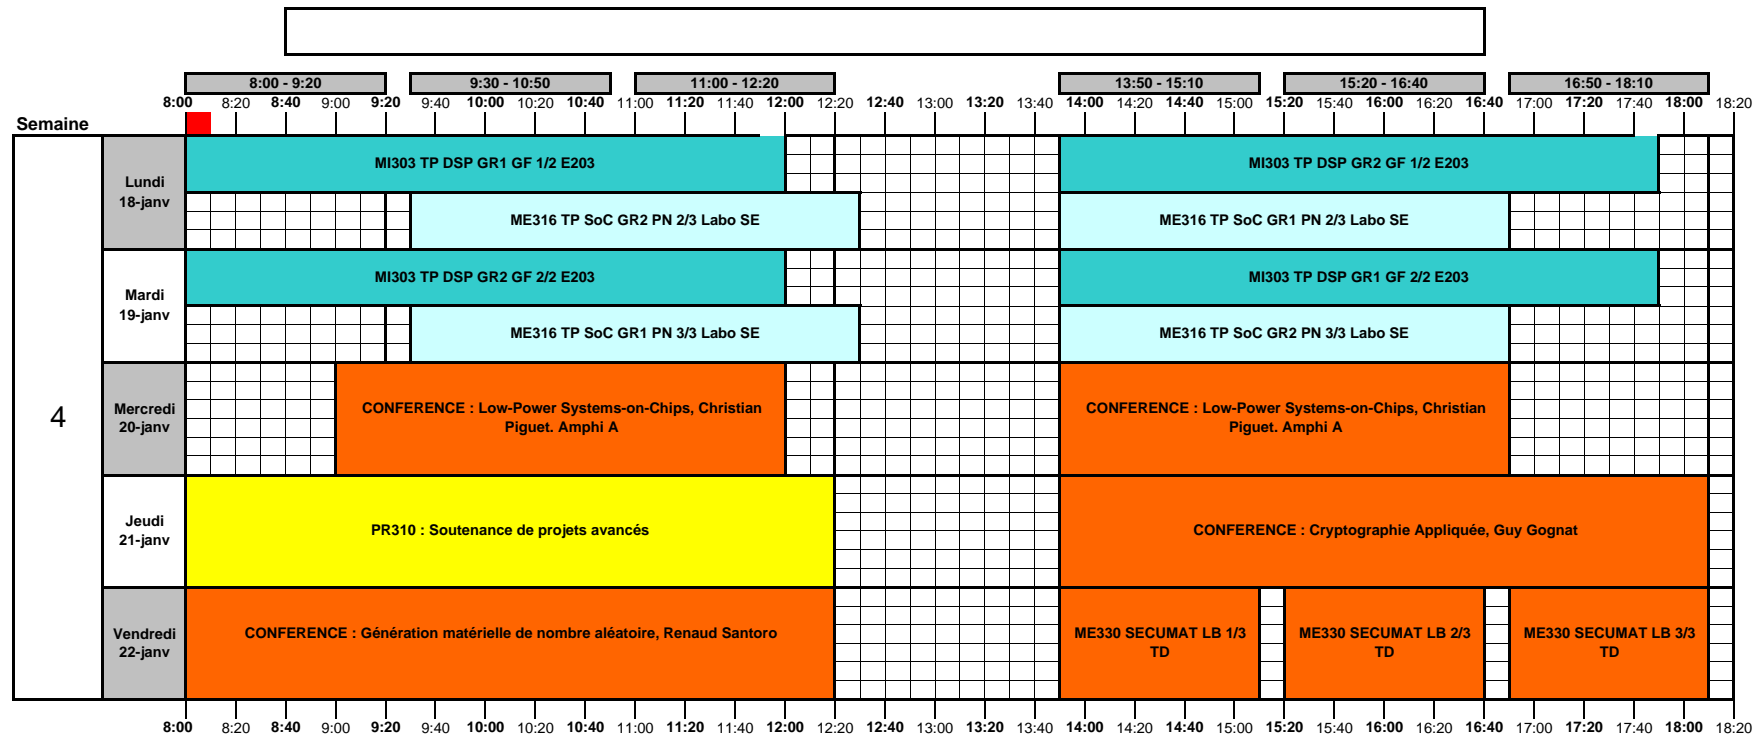 8:00 - 9:20 9:30 - 10:50 11:00 - 12:20 13:50 - 15:10 15:20 - 16:40 16:50 - 18:10
8:00 8:20 8:40 9:00 9:20 9:40 10:00 10:20 10:40 11:00 11:20 11:40 12:00 12:20 12:40 13:00 13:20 13:40 14:00 14:20 14:40 15:00 15:20 15:40 16:00 16:20 16:40 17:00 17:20 17:40 18:00 18:20
Semaine
4
Lundi
18-janv
MI303 TP DSP GR1 GF 1/2 E203
MI303 TP DSP GR2 GF 1/2 E203
ME316 TP SoC GR2 PN 2/3 Labo SE
ME316 TP SoC GR1 PN 2/3 Labo SE
Mardi
19-janv
MI303 TP DSP GR2 GF 2/2 E203
MI303 TP DSP GR1 GF 2/2 E203
ME316 TP SoC GR1 PN 3/3 Labo SE
ME316 TP SoC GR2 PN 3/3 Labo SE
Mercredi
20-janv
CONFERENCE : Low-Power Systems-on-Chips, Christian
Piguet. Amphi A
CONFERENCE : Low-Power Systems-on-Chips, Christian
Piguet. Amphi A
Jeudi
21-janv
PR310 : Soutenance de projets avancés
CONFERENCE : Cryptographie Appliquée, Guy Gognat
Vendredi
22-janv
CONFERENCE : Génération matérielle de nombre aléatoire, Renaud Santoro
ME330 SECUMAT LB 1/3
TD
ME330 SECUMAT LB 2/3
TD
ME330 SECUMAT LB 3/3
TD
8:00 8:20 8:40 9:00 9:20 9:40 10:00 10:20 10:40 11:00 11:20 11:40 12:00 12:20 12:40 13:00 13:20 13:40 14:00 14:20 14:40 15:00 15:20 15:40 16:00 16:20 16:40 17:00 17:20 17:40 18:00 18:20